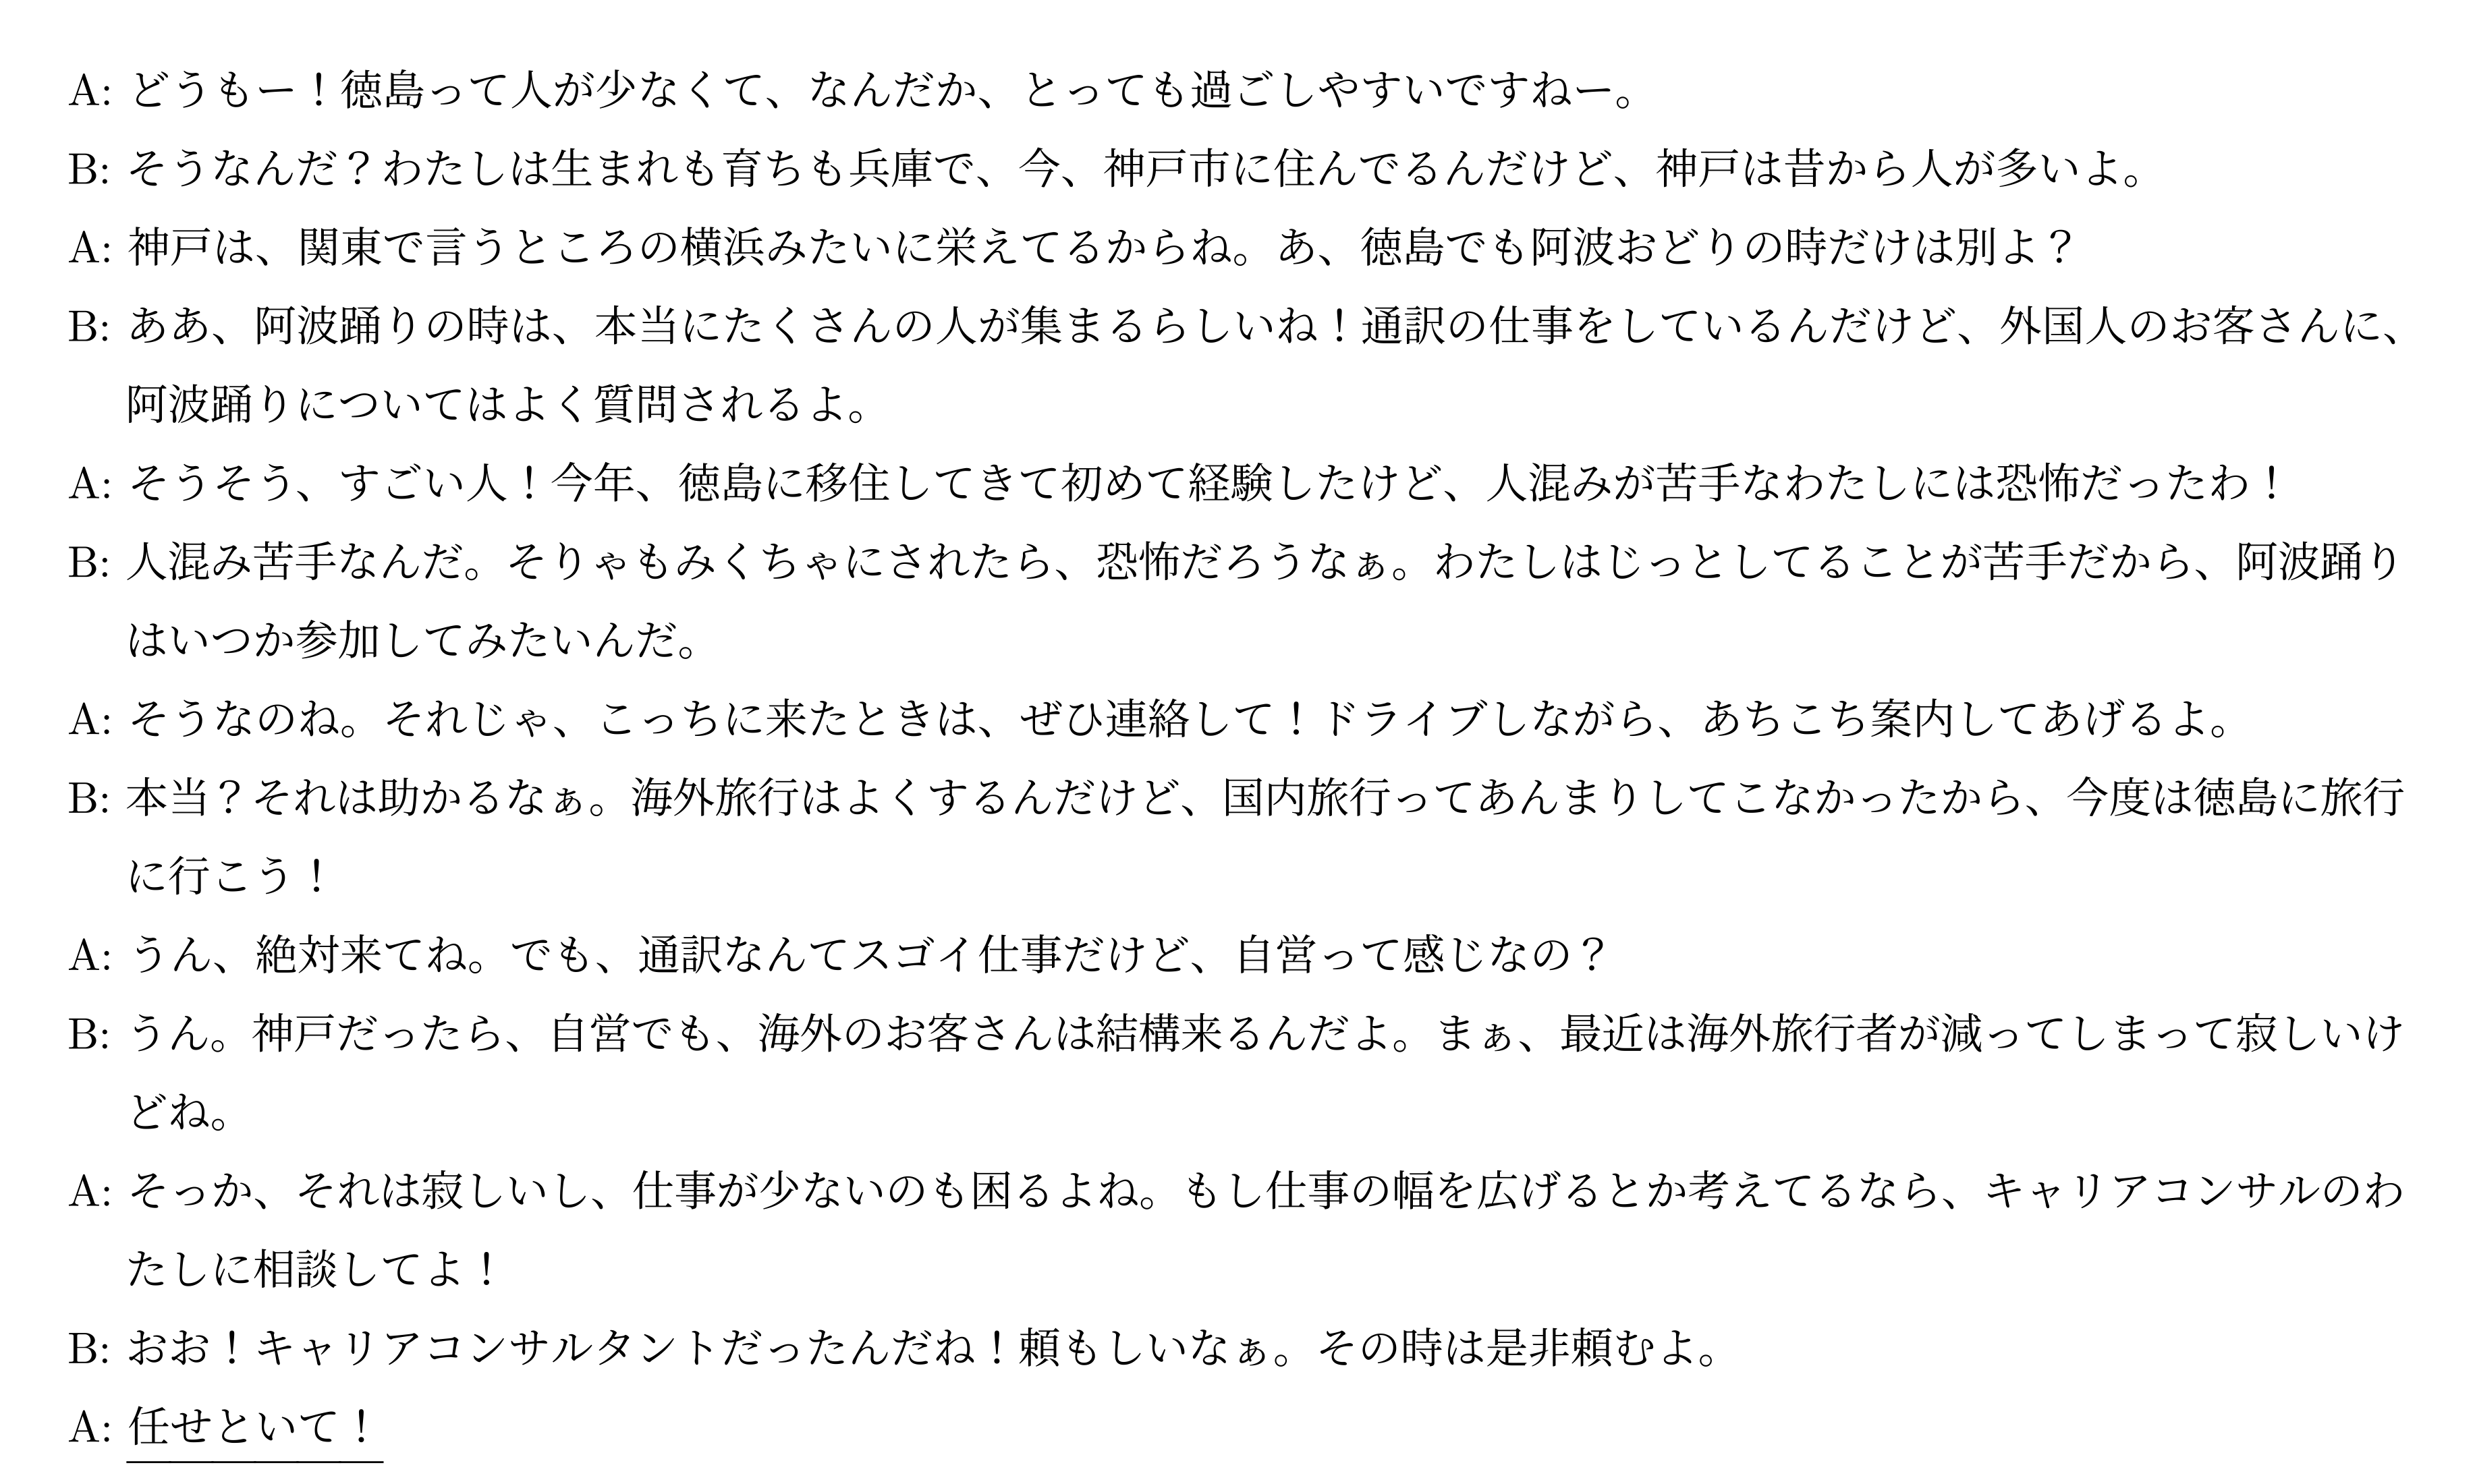 A: どうもー！徳島って人が少なくて、なんだか、とっても過ごしやすいですねー。
B: そうなんだ？わたしは生まれも育ちも兵庫で、今、神戸市に住んでるんだけど、神戸は昔から人が多いよ。
A: 神戸は、関東で言うところの横浜みたいに栄えてるからね。あ、徳島でも阿波おどりの時だけは別よ？
B: ああ、阿波踊りの時は、本当にたくさんの人が集まるらしいね！通訳の仕事をしているんだけど、外国人のお客さんに、
阿波踊りについてはよく質問されるよ。
A: そうそう、すごい人！今年、徳島に移住してきて初めて経験したけど、人混みが苦手なわたしには恐怖だったわ！
B: 人混み苦手なんだ。そりゃもみくちゃにされたら、恐怖だろうなぁ。わたしはじっとしてることが苦手だから、阿波踊り
はいつか参加してみたいんだ。
A: そうなのね。それじゃ、こっちに来たときは、ぜひ連絡して！ドライブしながら、あちこち案内してあげるよ。
B: 本当？それは助かるなぁ。海外旅行はよくするんだけど、国内旅行ってあんまりしてこなかったから、今度は徳島に旅行
に行こう！
A: うん、絶対来てね。でも、通訳なんてスゴイ仕事だけど、自営って感じなの？
B: うん。神戸だったら、自営でも、海外のお客さんは結構来るんだよ。まぁ、最近は海外旅行者が減ってしまって寂しいけ
どね。
A: そっか、それは寂しいし、仕事が少ないのも困るよね。もし仕事の幅を広げるとか考えてるなら、キャリアコンサルのわ
たしに相談してよ！
B: おお！キャリアコンサルタントだったんだね！頼もしいなぁ。その時は是非頼むよ。
A: 任せといて！